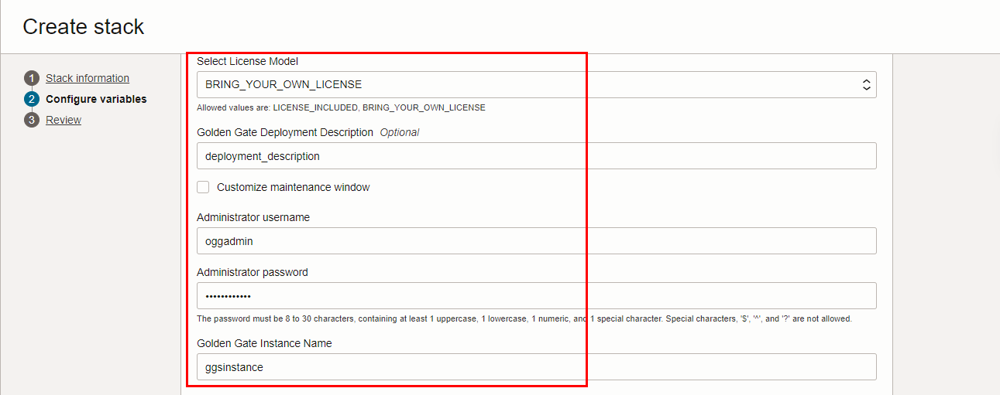 Create stack
1 Stack information
2 Configure variables
3 Review
Select License Model
BRING_YOUR_OWN_LICENSE
Allowed values are: LICENSE_INCLUDED, BRING_YOUR_OWN_LICENSE
Golden Gate Deployment Description Optional
deployment_description
Customize maintenance window
Administrator username
oggadmin
Administrator password
••••••••••••
The password must be 8 to 30 characters, containing at least 1 uppercase, 1 lowercase, 1 numeric, and 1 special character. Special characters, '$', '^', and '?' are not allowed.
Golden Gate Instance Name
ggsinstance